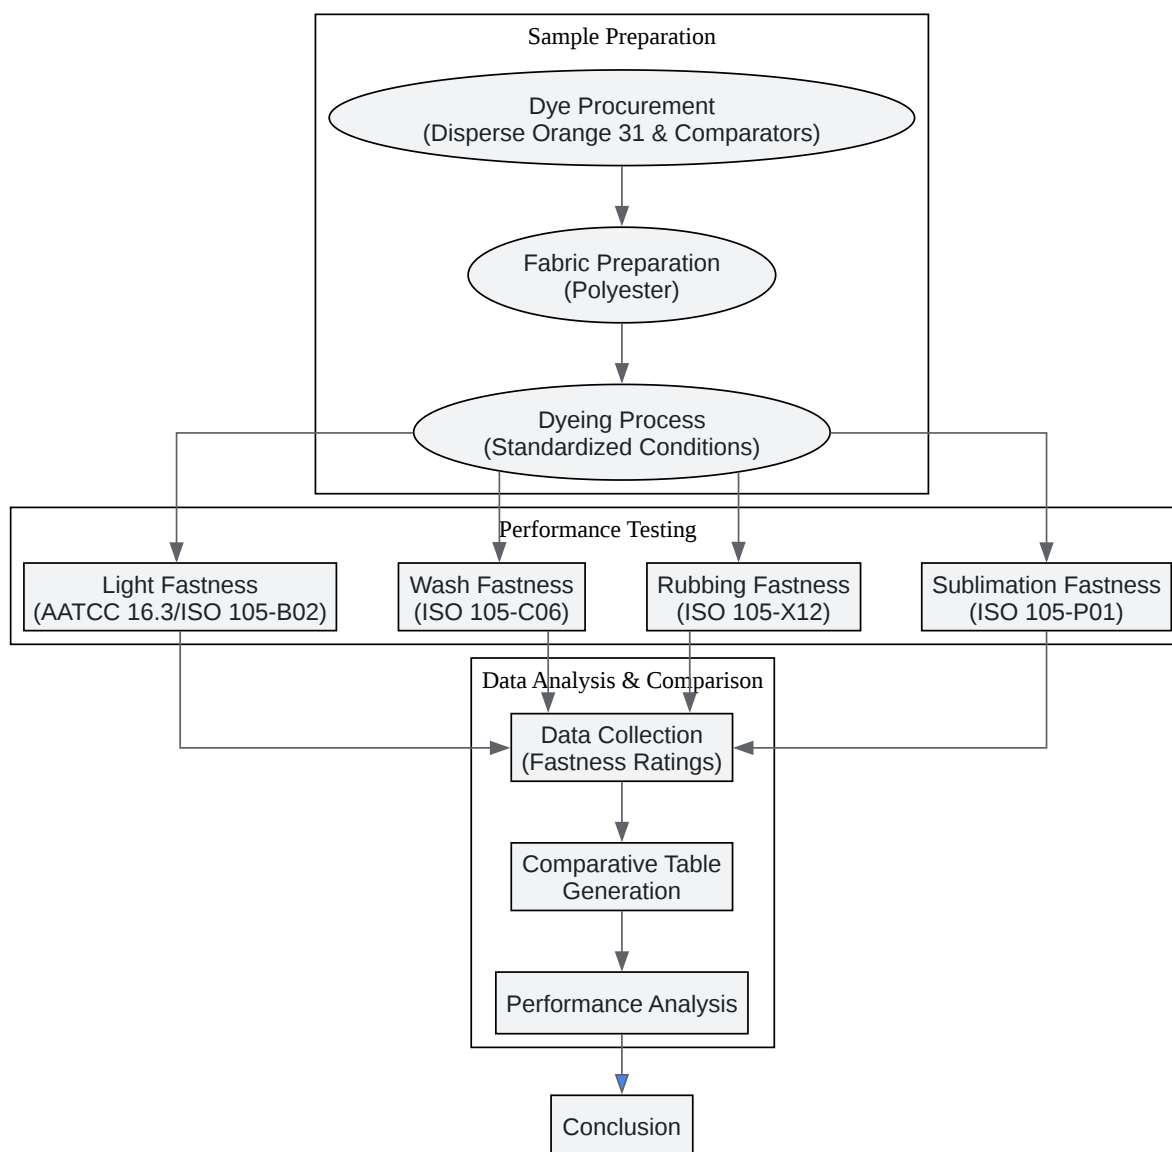 Sample Preparation
Dye Procurement
(Disperse Orange 31 & Comparators)
Fabric Preparation
(Polyester)
Dyeing Process
(Standardized Conditions)
Performance Testing
Light Fastness
(AATCC 16.3/ISO 105-B02)
Wash Fastness
(ISO 105-C06)
Rubbing Fastness
(ISO 105-X12)
Sublimation Fastness
(ISO 105-P01)
Data Analysis & Comparison
Data Collection
(Fastness Ratings)
Comparative Table
Generation
Performance Analysis
Conclusion